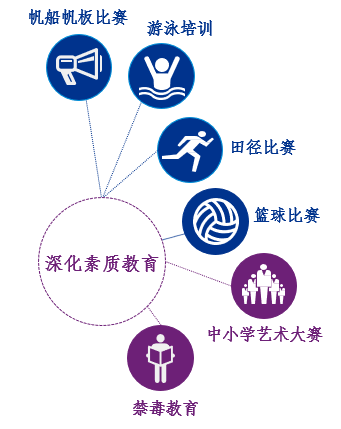 帆船帆板比赛
游泳培训
田径比赛
篮球比赛
深化素质教育
中小学艺术大赛
禁毒教育